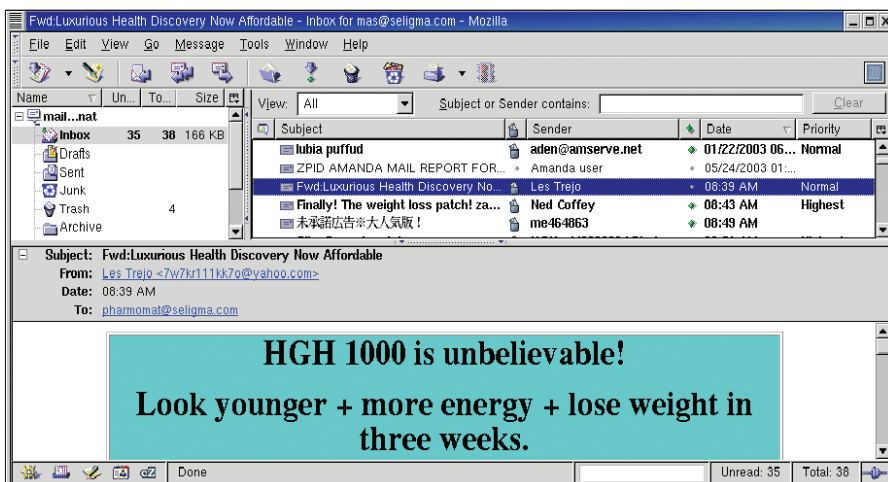 Fwd:Luxurious Health Discovery Now Affordable - Inbox for mas@seligma.com - Mozilla
File Edit View Go Message Tools Window Help
Name Un... To... Size
mail...nat
Inbox 35 38 166 KB
Drafts
Sent
Junk
Trash 4
Archive
View: All Subject or Sender contains: Clear
Subject Sender Date Priority
lubia puffud aden@amserve.net 01/22/2003 06... Normal
ZPID AMANDA MAIL REPORT FOR... Amanda user 05/24/2003 01:...
Fwd:Luxurious Health Discovery No... Les Trejo 08:39 AM Normal
Finally! The weight loss patch! za... Ned Coffey 08:43 AM Highest
未承諾広告※大人気版！ me464863 08:49 AM
Subject: Fwd:Luxurious Health Discovery Now Affordable
From: Les Trejo <7w7kr111kk7o@yahoo.com>
Date: 08:39 AM
To: pharmomat@seligma.com
HGH 1000 is unbelievable!
Look younger + more energy + lose weight in
three weeks.
Done Unread: 35 Total: 38